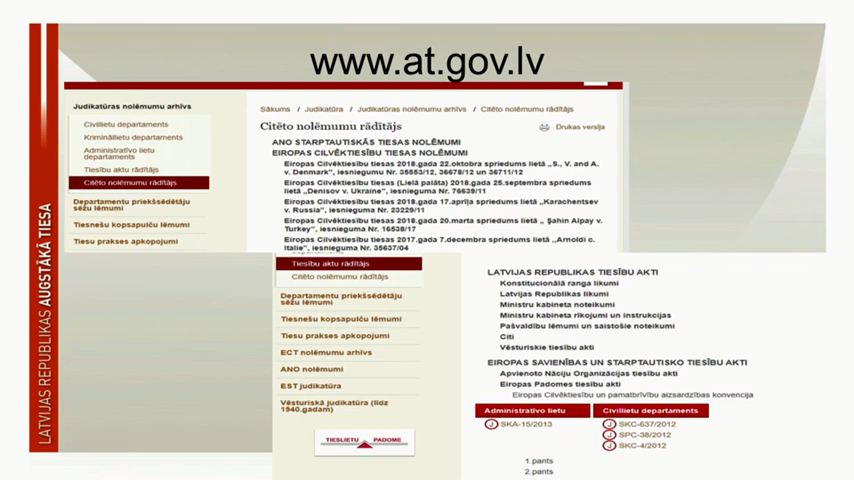 www.at.gov.lv
LATVIJAS REPUBLIKAS AUGSTĀKĀ TIESA
Judikatūras nolēmumu arhīvs
Civillietu departaments
Krimināllietu departaments
Administratīvo lietu
departaments
Tiesību aktu rādītājs
Citēto nolēmumu rādītājs
Departamentu priekšsēdētāju
sēžu lēmumi
Tiesnešu kopsapulču lēmumi
Tiesu prakses apkopojumi
Sākums / Judikatūra / Judikatūras nolēmumu arhīvs / Citēto nolēmumu rādītājs
Citēto nolēmumu rādītājs
Drukas versija
ANO STARPTAUTISKĀS TIESAS NOLĒMUMI
EIROPAS CILVĒKTIESĪBU TIESAS NOLĒMUMI
Eiropas Cilvēktiesību tiesas 2018.gada 22.oktobra spriedums lietā „S., V. and A.
v. Denmark”, iesniegumu Nr. 35553/12, 36678/12 un 36711/12
Eiropas Cilvēktiesību tiesas (Lielā palāta) 2018.gada 25.septembra spriedums
lietā „Denisov v. Ukraine”, iesnieguma Nr. 76639/11
Eiropas Cilvēktiesību tiesas 2018.gada 17.aprīļa spriedums lietā „Karachentsev
v. Russia”, iesnieguma Nr. 23229/11
Eiropas Cilvēktiesību tiesas 2018.gada 20.marta spriedums lietā „ Şahin Alpay v.
Turkey”, iesnieguma Nr. 16538/17
Eiropas Cilvēktiesību tiesas 2017.gada 7.decembra spriedums lietā „Arnoldi c.
Italie”, iesnieguma Nr. 35637/04
Tiesību aktu rādītājs
Citēto nolēmumu rādītājs
Departamentu priekšsēdētāju
sēžu lēmumi
Tiesnešu kopsapulču lēmumi
Tiesu prakses apkopojumi
ECT nolēmumu arhīvs
ANO nolēmumi
EST judikatūra
Vēsturiskā judikatūra (līdz
1940.gadam)
TIESLIETU PADOME
LATVIJAS REPUBLIKAS TIESĪBU AKTI
Konstitucionālā ranga likumi
Latvijas Republikas likumi
Ministru kabineta noteikumi
Ministru kabineta rīkojumi un instrukcijas
Pašvaldību lēmumi un saistošie noteikumi
Citi
Vēsturiskie tiesību akti
EIROPAS SAVIENĪBAS UN STARPTAUTISKO TIESĪBU AKTI
Apvienoto Nāciju Organizācijas tiesību akti
Eiropas Padomes tiesību akti
Eiropas Cilvēktiesību un pamatbrīvību aizsardzības konvencija
Administratīvo lietu
Civillietu departaments
J SKA-15/2013
J SKC-637/2012
J SPC-38/2012
J SKC-4/2012
1.pants
2.pants